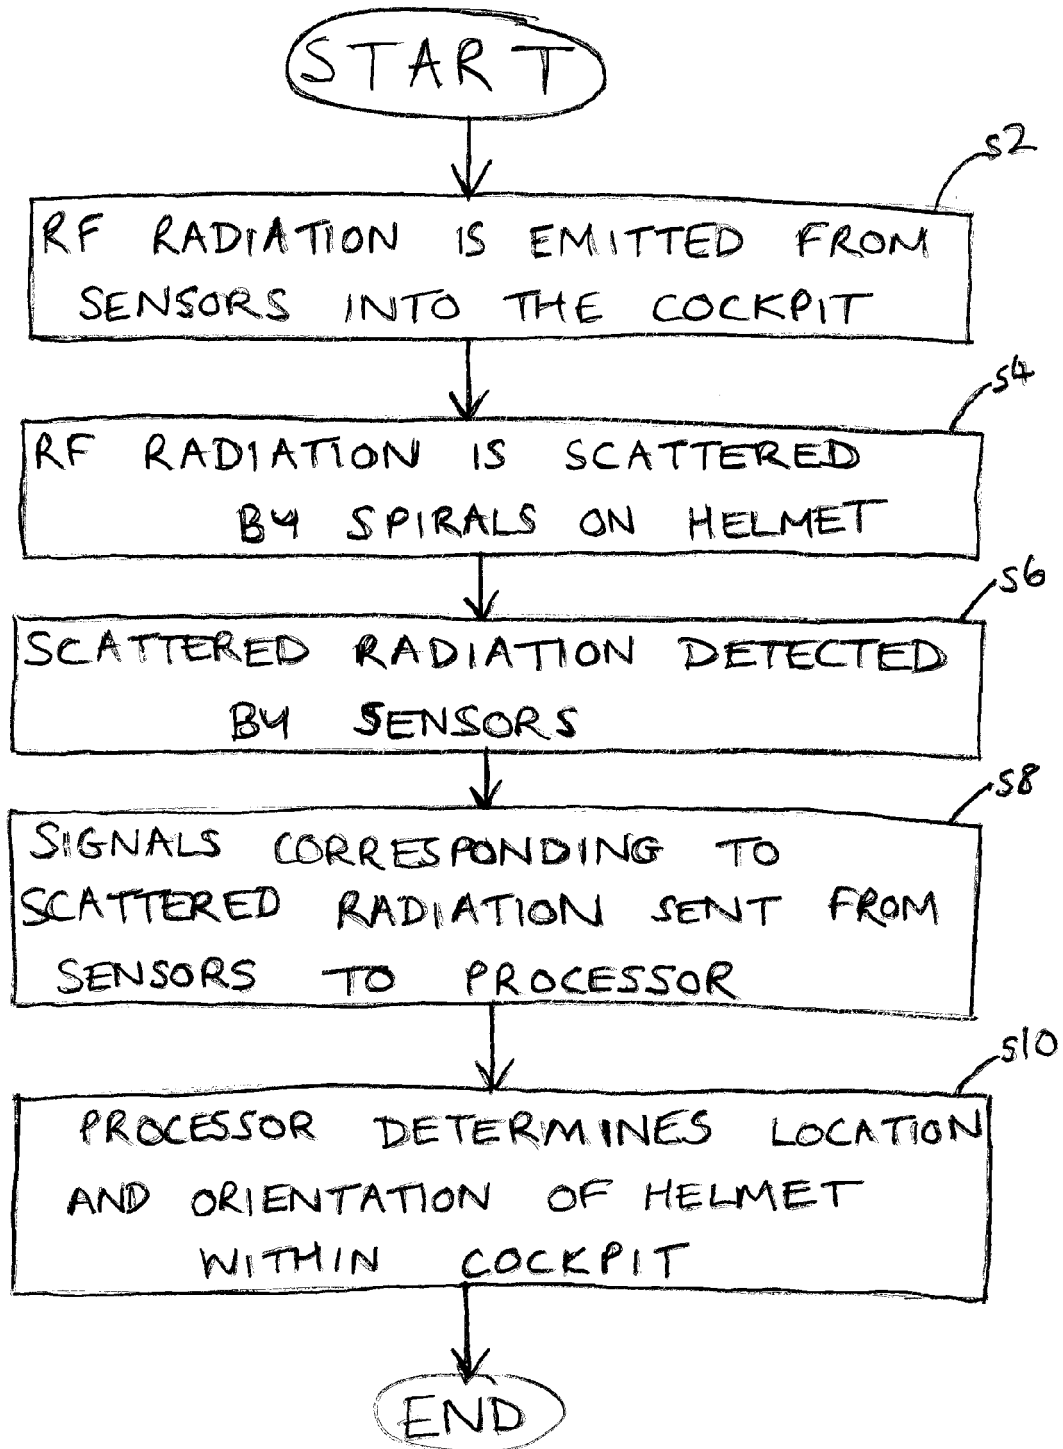 START
s2
RF RADIATION IS EMITTED FROM
SENSORS INTO THE COCKPIT
s4
RF RADIATION IS SCATTERED
BY SPIRALS ON HELMET
s6
SCATTERED RADIATION DETECTED
BY SENSORS
s8
SIGNALS CORRESPONDING TO
SCATTERED RADIATION SENT FROM
SENSORS TO PROCESSOR
s10
PROCESSOR DETERMINES LOCATION
AND ORIENTATION OF HELMET
WITHIN COCKPIT
END